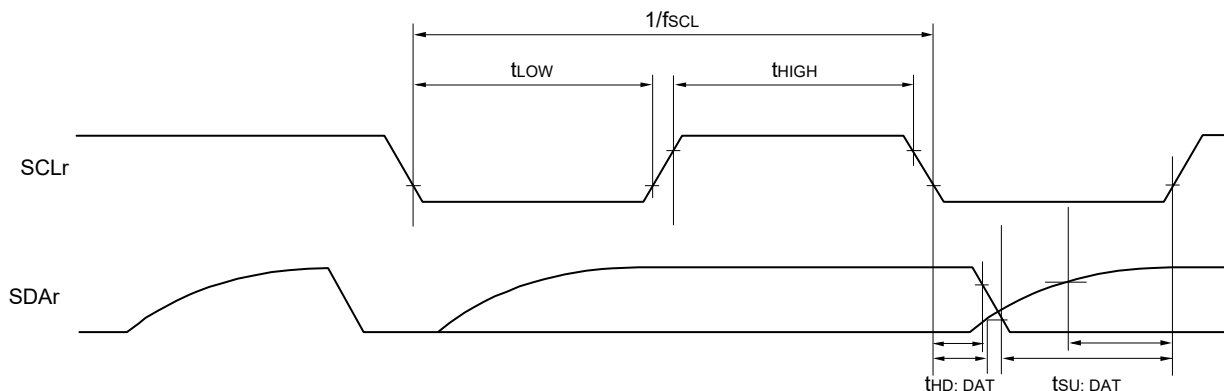 1/fSCL
tLOW
tHIGH
SCLr
SDAr
tHD: DAT
tSU: DAT